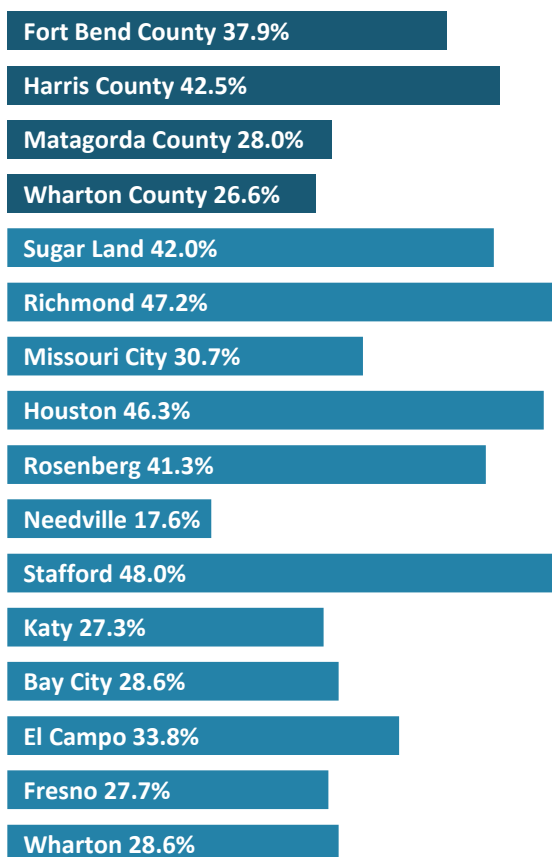 Fort Bend County 37.9%
Harris County 42.5%
Matagorda County 28.0%
Wharton County 26.6%
Sugar Land 42.0%
Richmond 47.2%
Missouri City 30.7%
Houston 46.3%
Rosenberg 41.3%
Needville 17.6%
Stafford 48.0%
Katy 27.3%
Bay City 28.6%
El Campo 33.8%
Fresno 27.7%
Wharton 28.6%